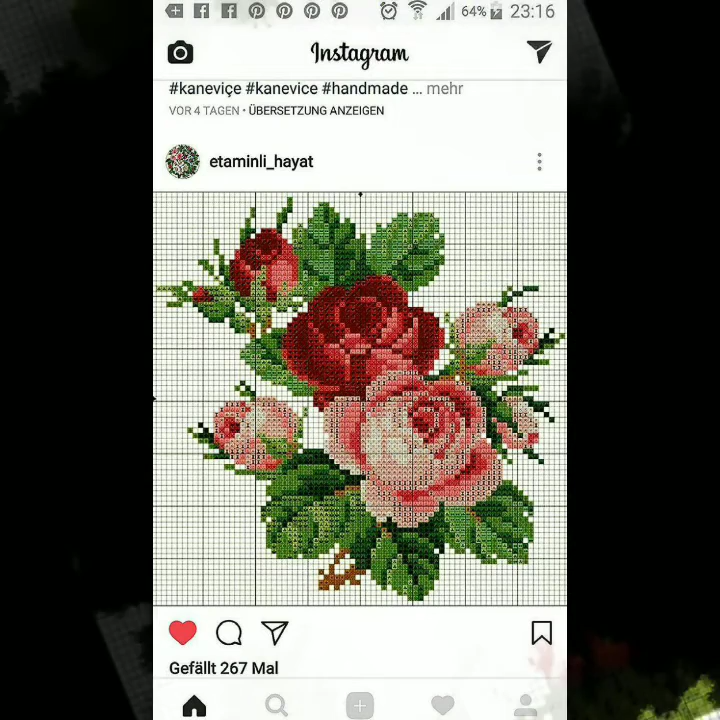 64% 23:16
Instagram
#kaneviçe #kanevice #handmade ... mehr
VOR 4 TAGEN • ÜBERSETZUNG ANZEIGEN
etaminli_hayat
Gefällt 267 Mal